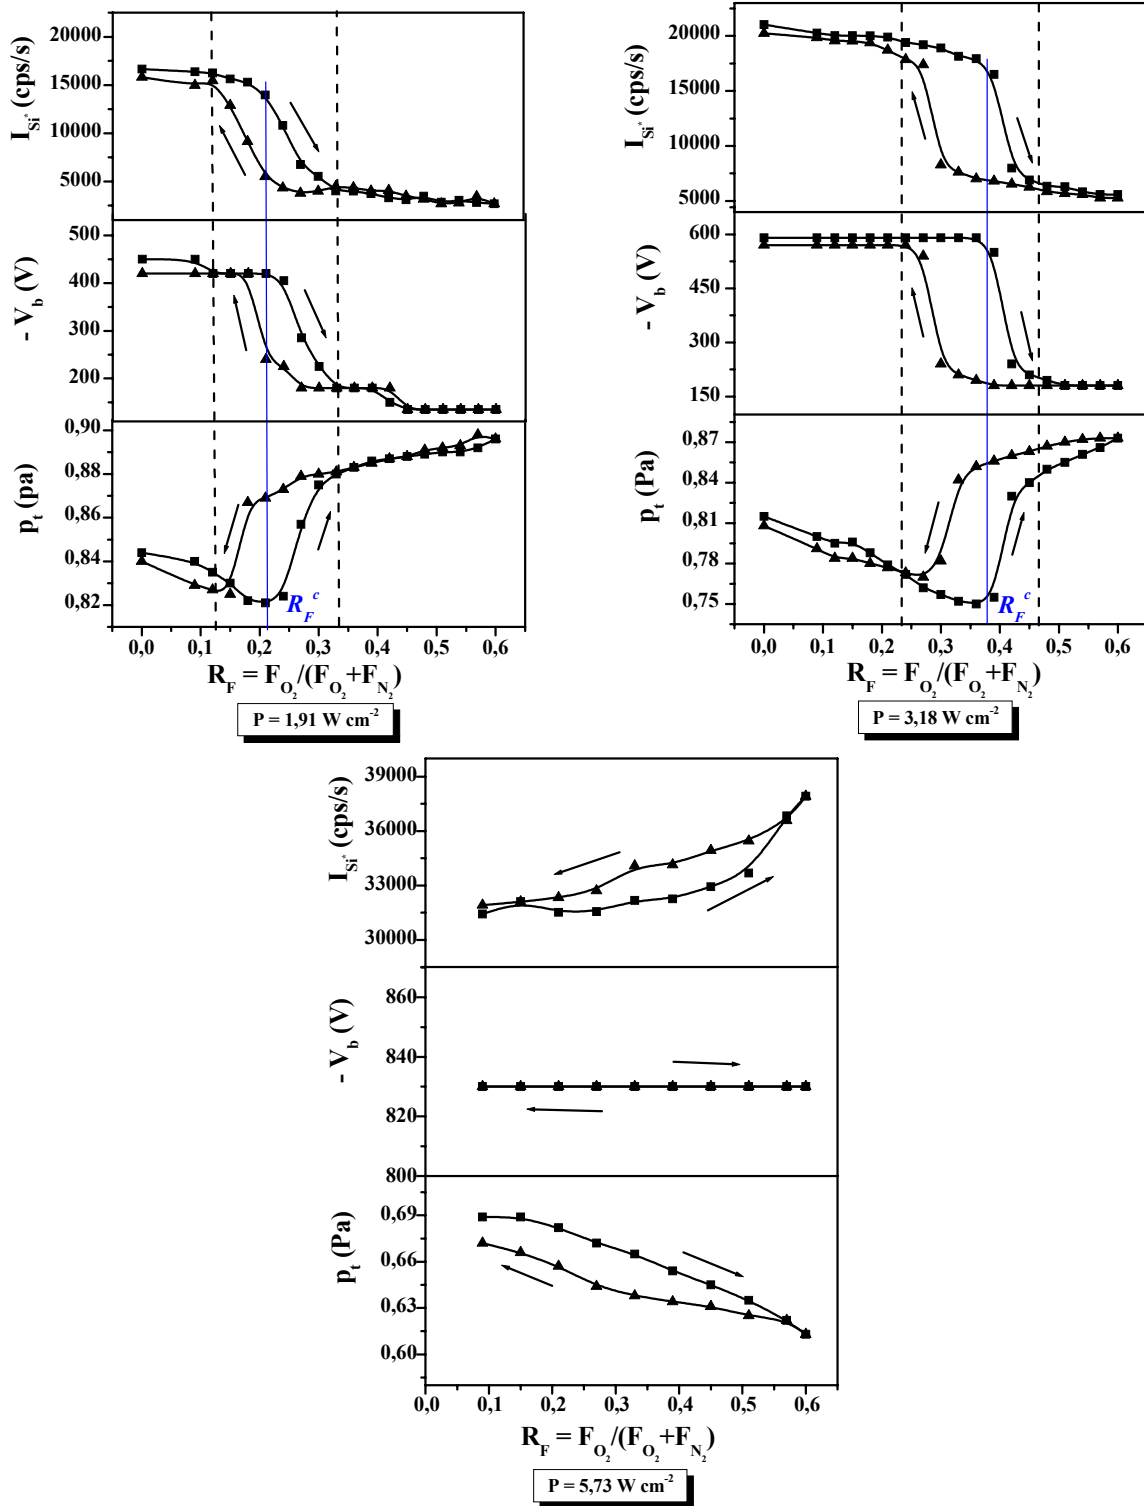 I_Si* (cps/s)
20000
15000
10000
5000
- V_b (V)
500
400
300
200
p_t (pa)
0,90
0,88
0,86
0,84
0,82
R_F^c
0,0 0,1 0,2 0,3 0,4 0,5 0,6
R_F = F_O2/(F_O2+F_N2)
P = 1,91 W cm-2
I_Si* (cps/s)
20000
15000
10000
5000
- V_b (V)
600
450
300
150
p_t (Pa)
0,87
0,84
0,81
0,78
0,75
R_F^c
0,0 0,1 0,2 0,3 0,4 0,5 0,6
R_F = F_O2/(F_O2+F_N2)
P = 3,18 W cm-2
I_Si* (cps/s)
39000
36000
33000
30000
- V_b (V)
860
840
820
800
p_t (Pa)
0,69
0,66
0,63
0,60
0,0 0,1 0,2 0,3 0,4 0,5 0,6
R_F = F_O2/(F_O2+F_N2)
P = 5,73 W cm-2